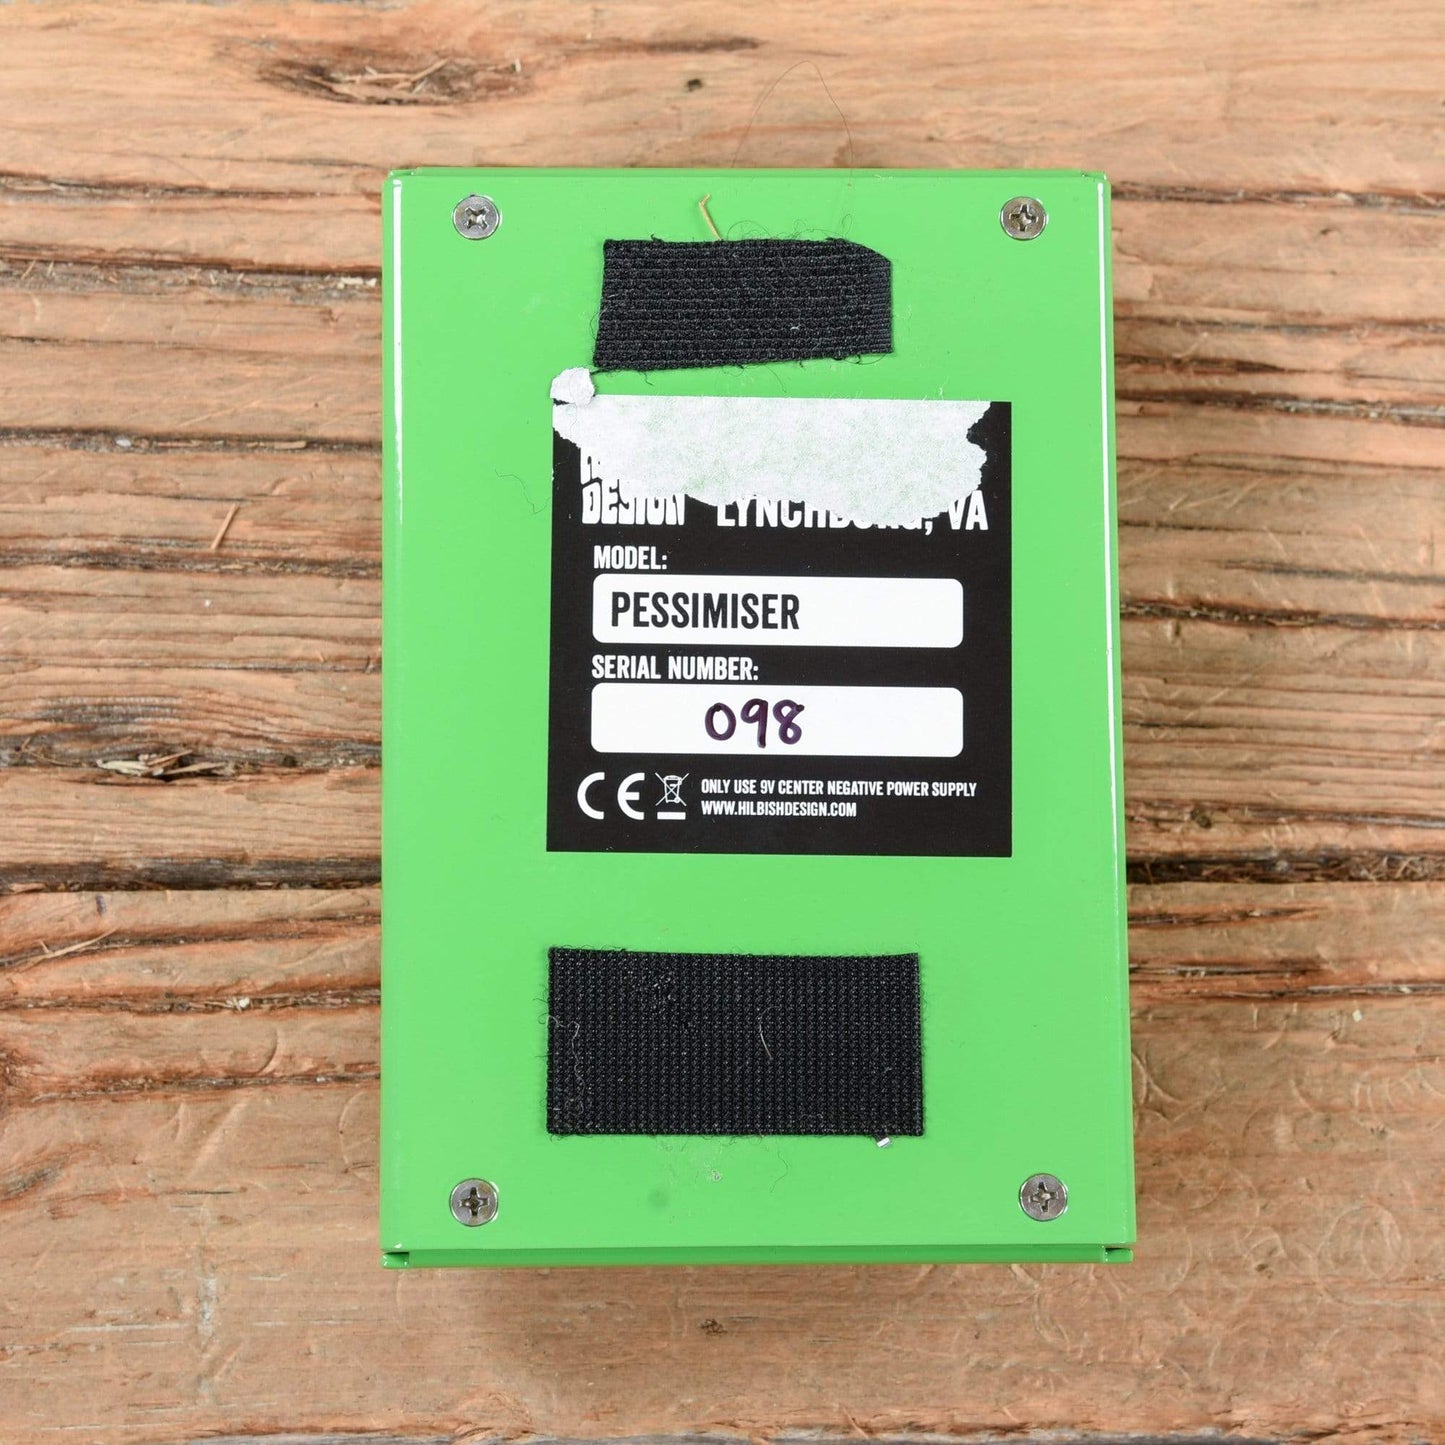 DESIGN LYNCHBURG, VA
MODEL:
PESSIMISER
SERIAL NUMBER:
098
CE ONLY USE 9V CENTER NEGATIVE POWER SUPPLY
WWW.HILBISHDESIGN.COM